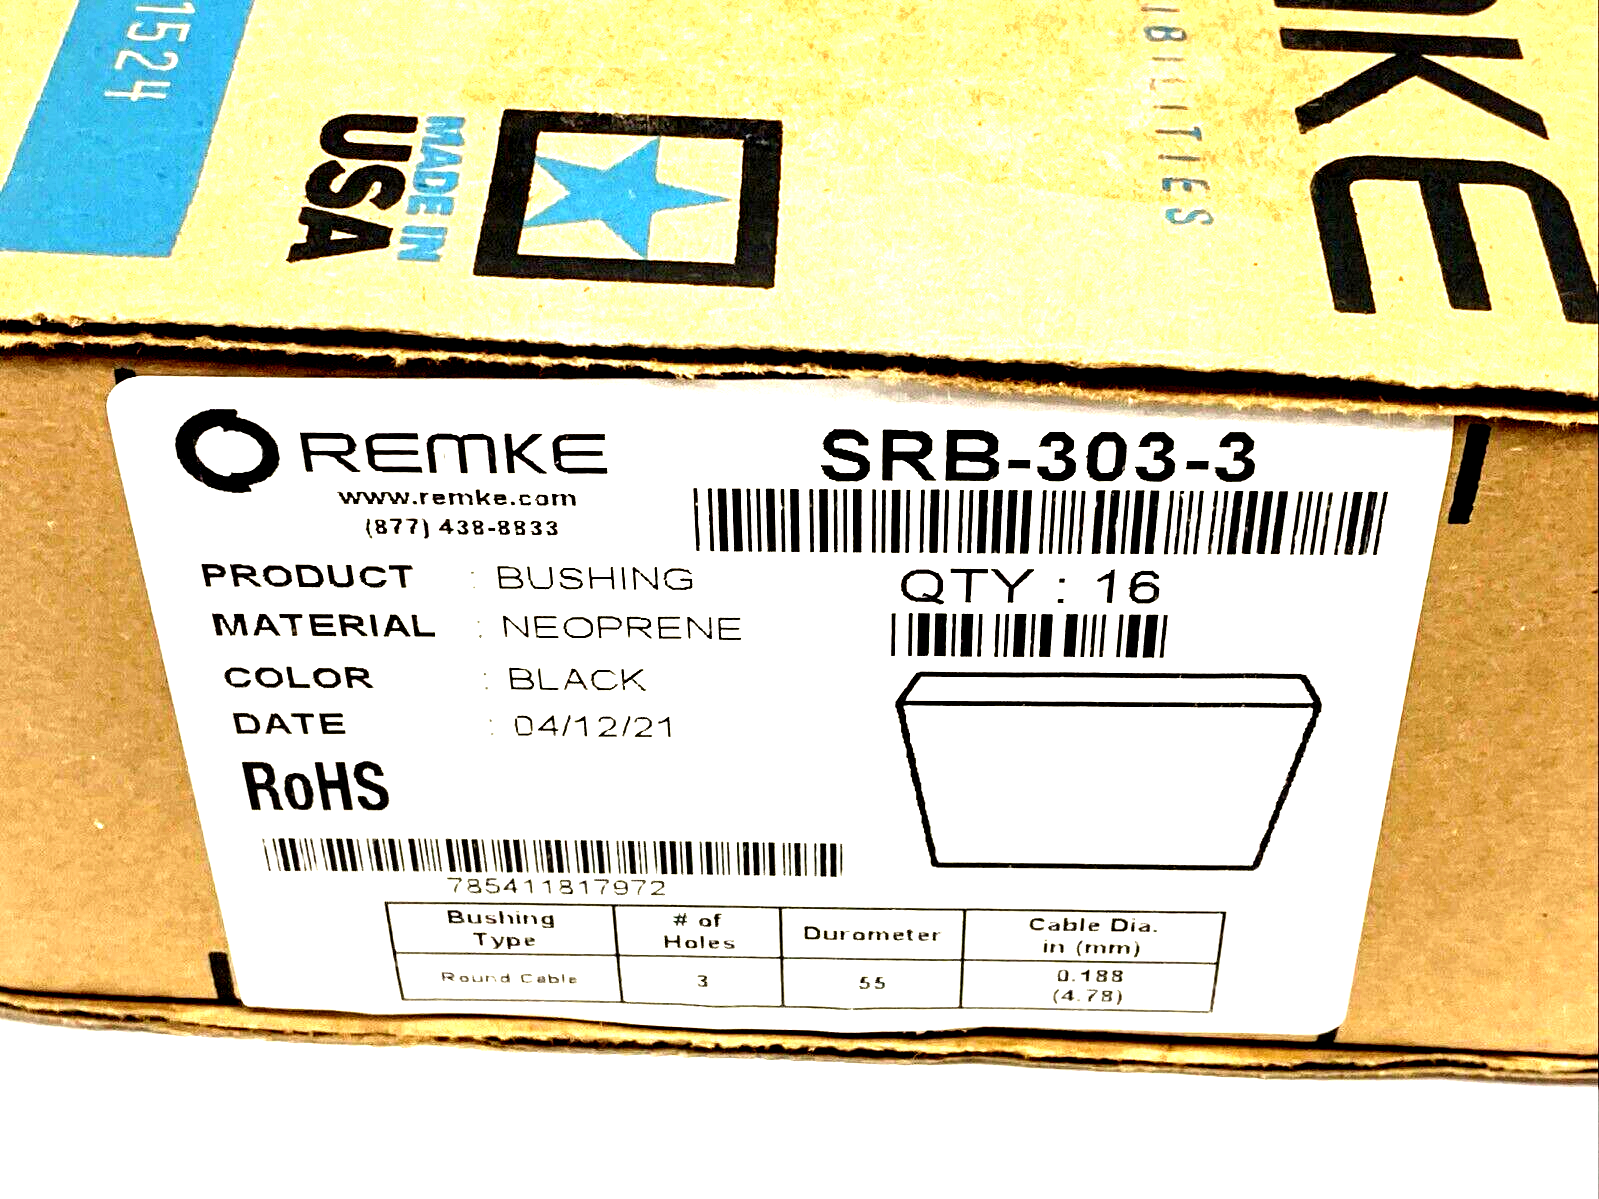 1524
MADE IN
USA
IBILITIES
KE
REMKE
www.remke.com
(877) 438-8833
SRB-303-3
QTY : 16
PRODUCT : BUSHING
MATERIAL : NEOPRENE
COLOR : BLACK
DATE : 04/12/21
RoHS
785411817972
Bushing Type # of Holes Durometer Cable Dia. in (mm)
Round Cable 3 55 0.188 (4.78)